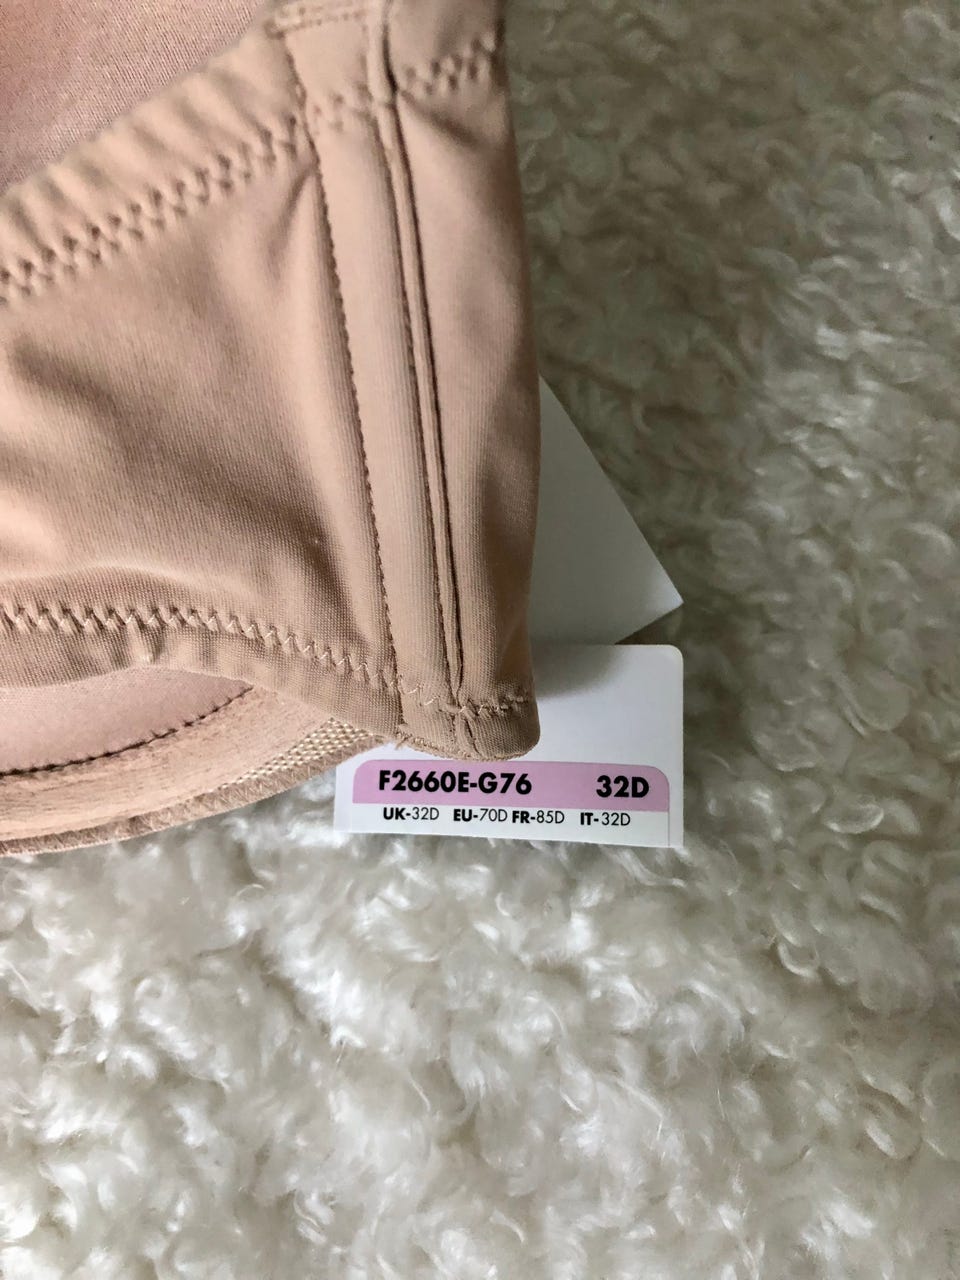 F2660E-G76 32D
UK-32D EU-70D FR-85D IT-32D